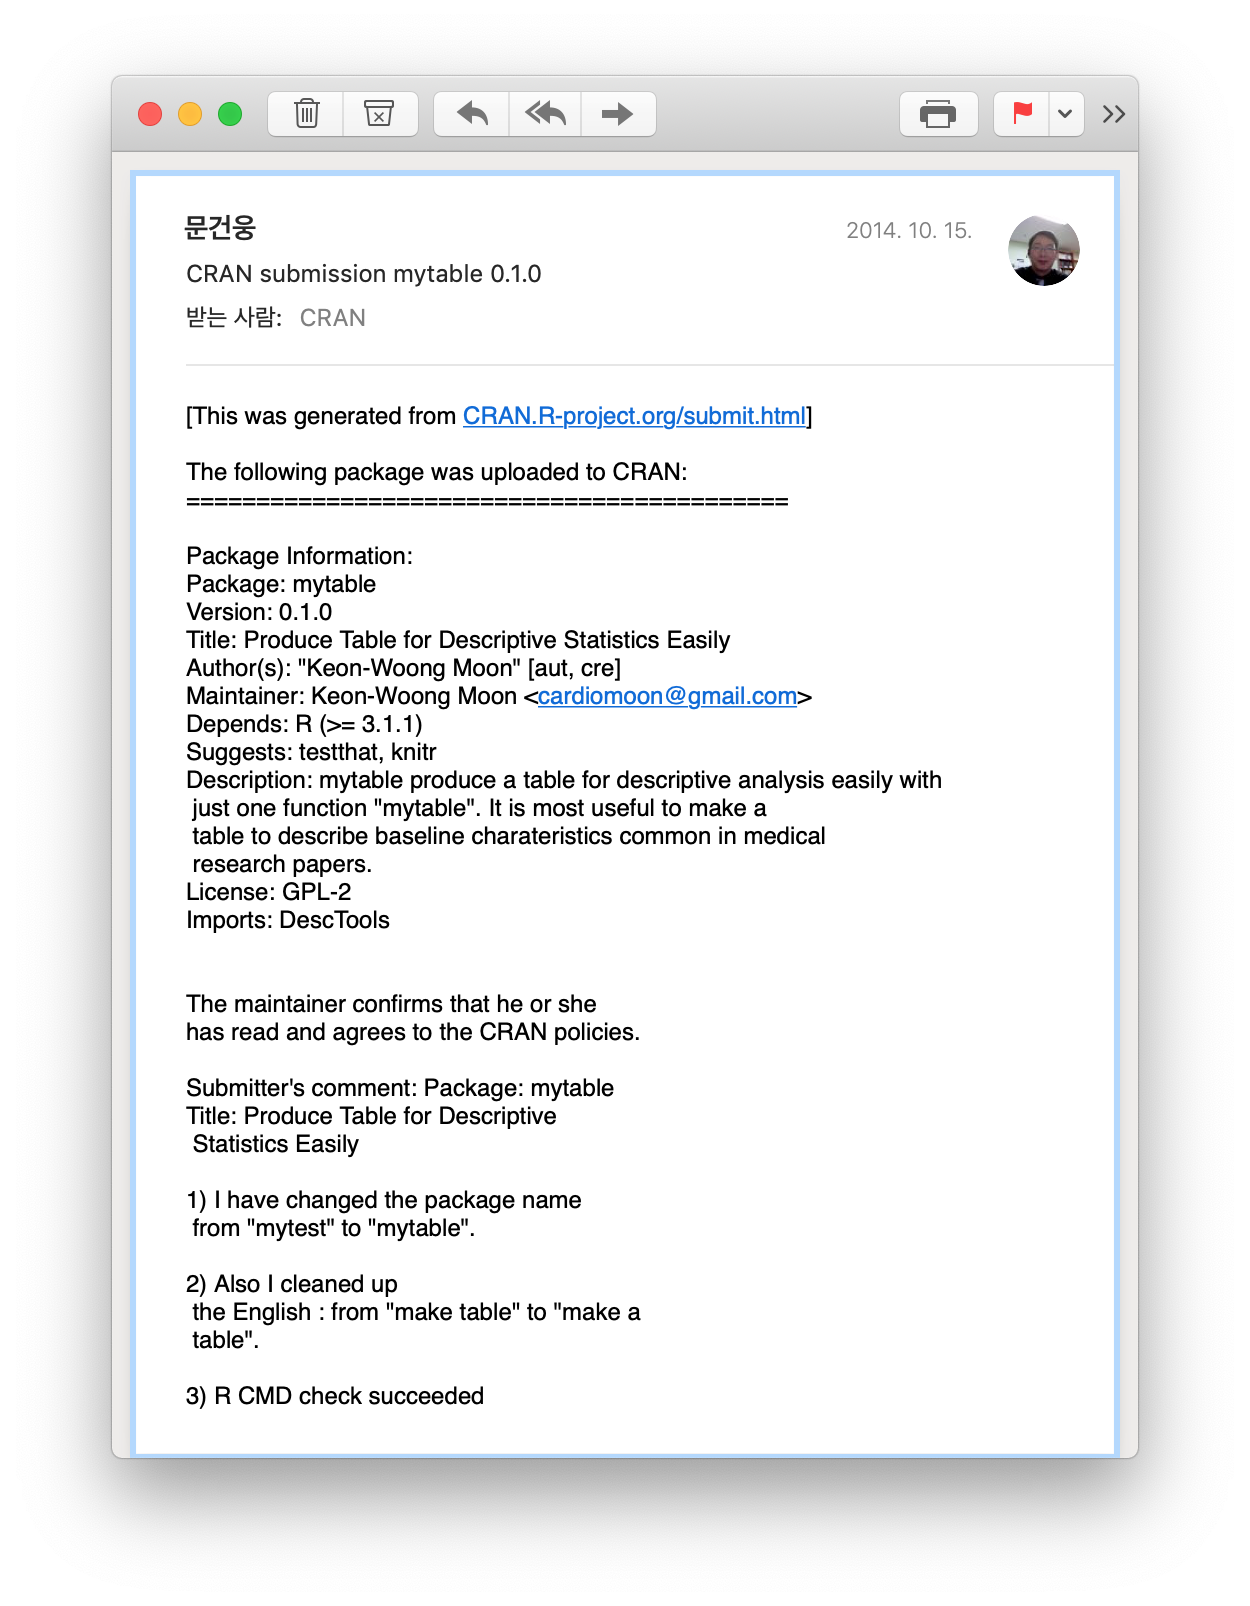 문건웅
2014. 10. 15.
CRAN submission mytable 0.1.0
받는 사람: CRAN
[This was generated from CRAN.R-project.org/submit.html]
The following package was uploaded to CRAN:
===========================================
Package Information:
Package: mytable
Version: 0.1.0
Title: Produce Table for Descriptive Statistics Easily
Author(s): "Keon-Woong Moon" [aut, cre]
Maintainer: Keon-Woong Moon <cardiomoon@gmail.com>
Depends: R (>= 3.1.1)
Suggests: testthat, knitr
Description: mytable produce a table for descriptive analysis easily with
just one function "mytable". It is most useful to make a
table to describe baseline charateristics common in medical
research papers.
License: GPL-2
Imports: DescTools
The maintainer confirms that he or she
has read and agrees to the CRAN policies.
Submitter's comment: Package: mytable
Title: Produce Table for Descriptive
Statistics Easily
1) I have changed the package name
from "mytest" to "mytable".
2) Also I cleaned up
the English : from "make table" to "make a
table".
3) R CMD check succeeded